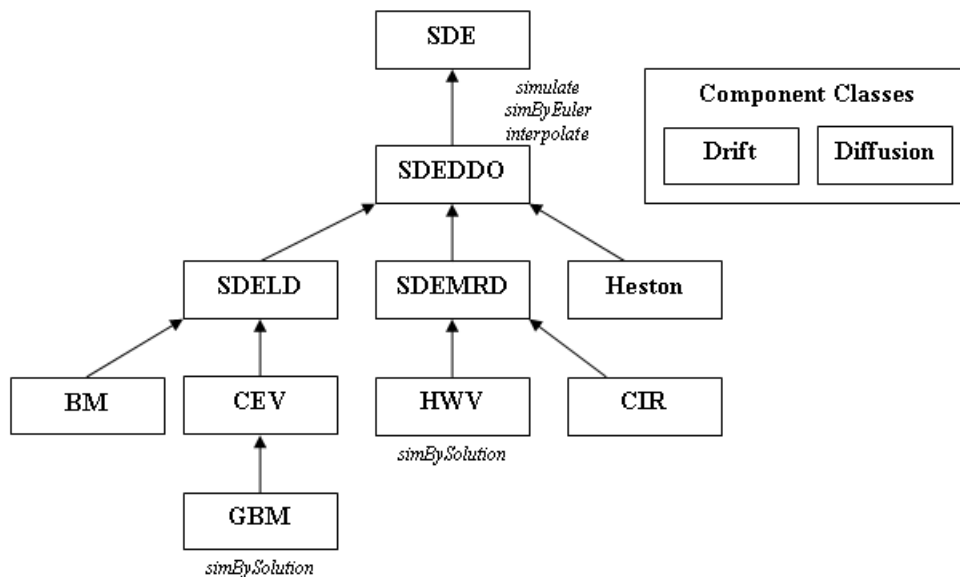 SDE
simulate
simByEuler
interpolate
Component Classes
Drift
Diffusion
SDEDDO
SDELD
SDEMRD
Heston
BM
CEV
HWV
CIR
simBySolution
GBM
simBySolution